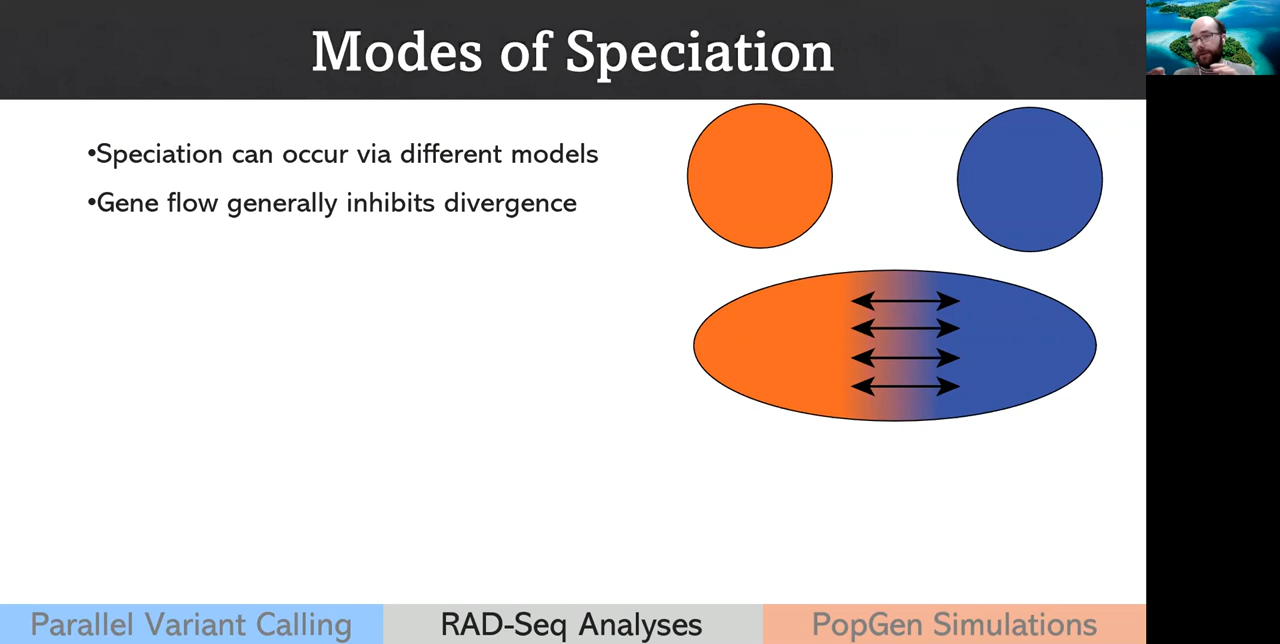 Modes of Speciation
•Speciation can occur via different models
•Gene flow generally inhibits divergence
Parallel Variant Calling
RAD-Seq Analyses
PopGen Simulations